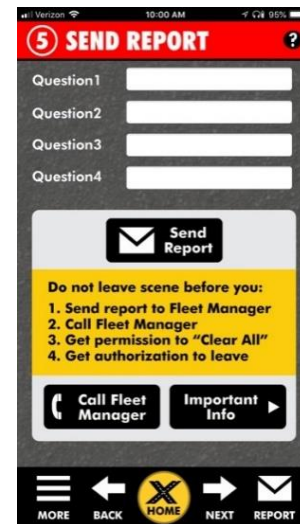 Verizon 10:00 AM 95%
5 SEND REPORT ?
Question1
Question2
Question3
Question4
Send
Report
Do not leave scene before you:
1. Send report to Fleet Manager
2. Call Fleet Manager
3. Get permission to “Clear All”
4. Get authorization to leave
Call Fleet
Manager
Important
Info
MORE BACK HOME NEXT REPORT